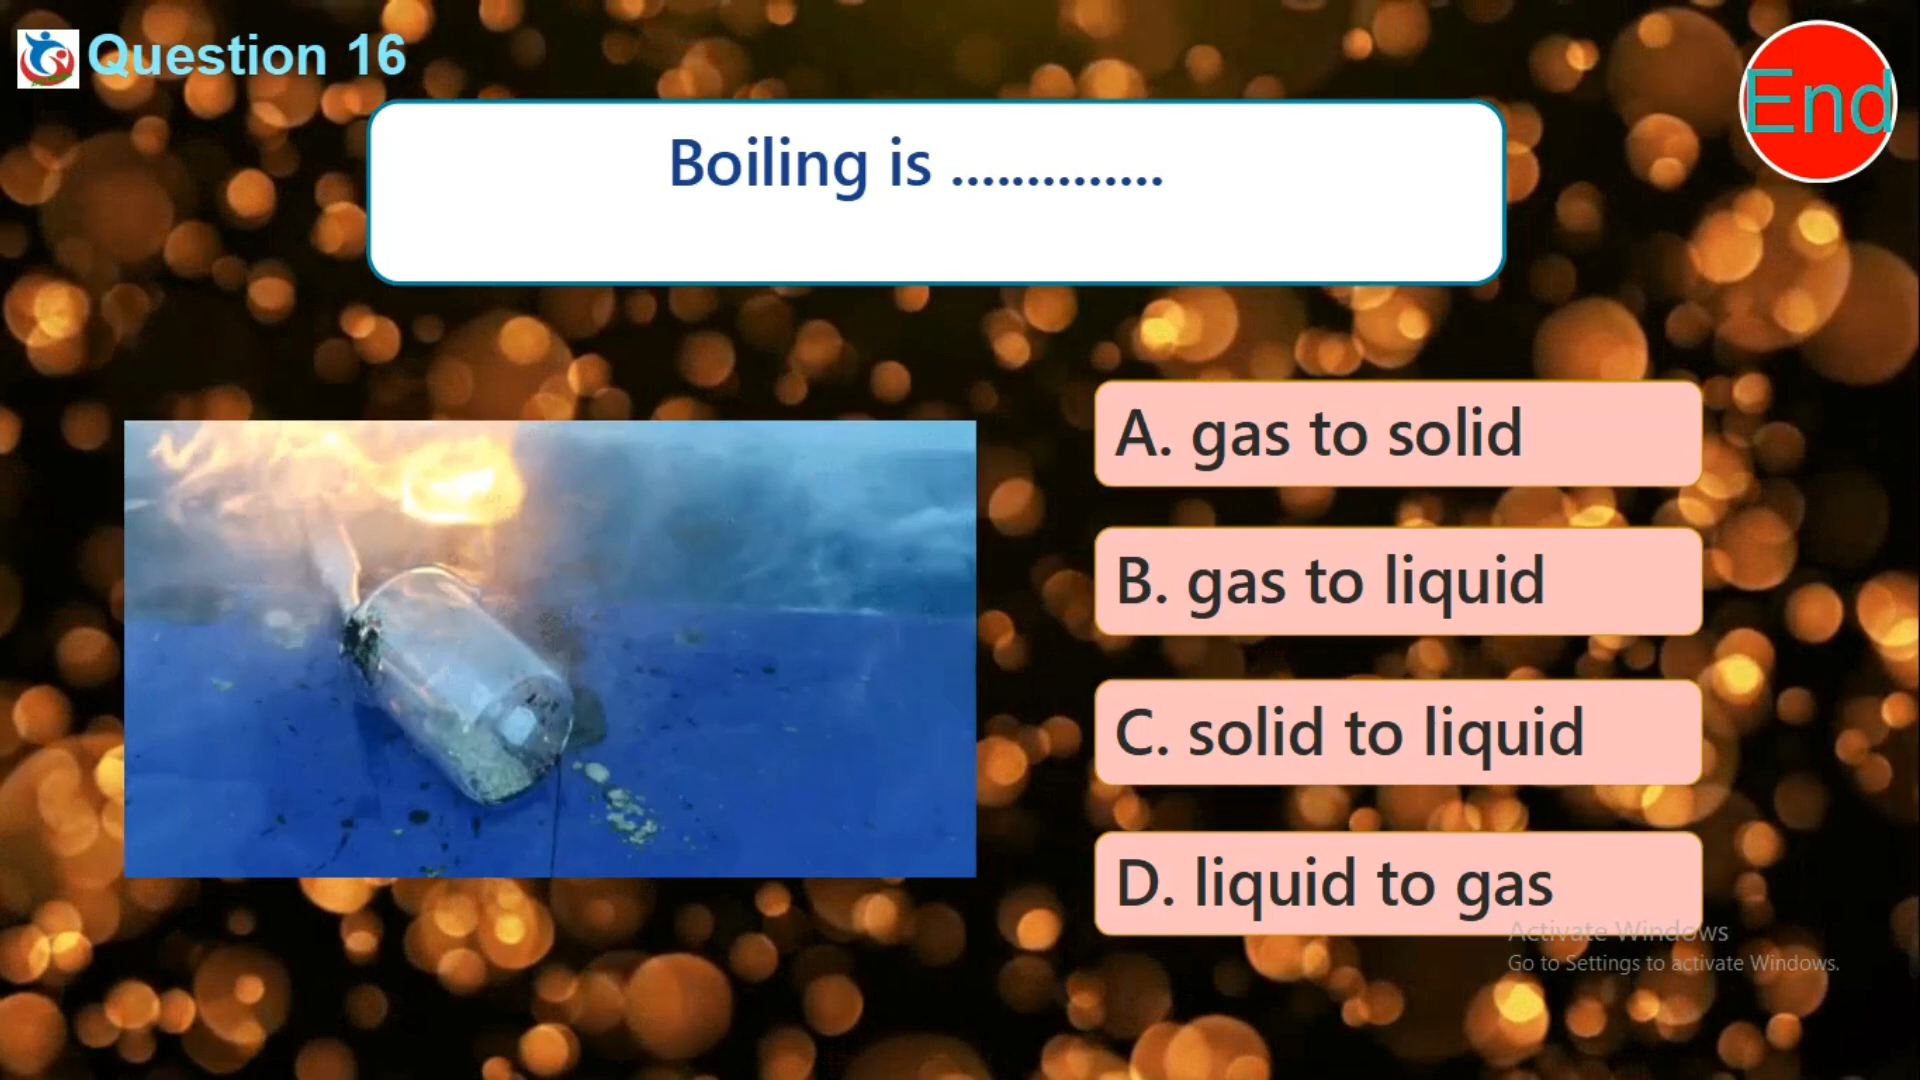 Question 16
End
Boiling is ..............
A. gas to solid
B. gas to liquid
C. solid to liquid
D. liquid to gas
Activate Windows
Go to Settings to activate Windows.